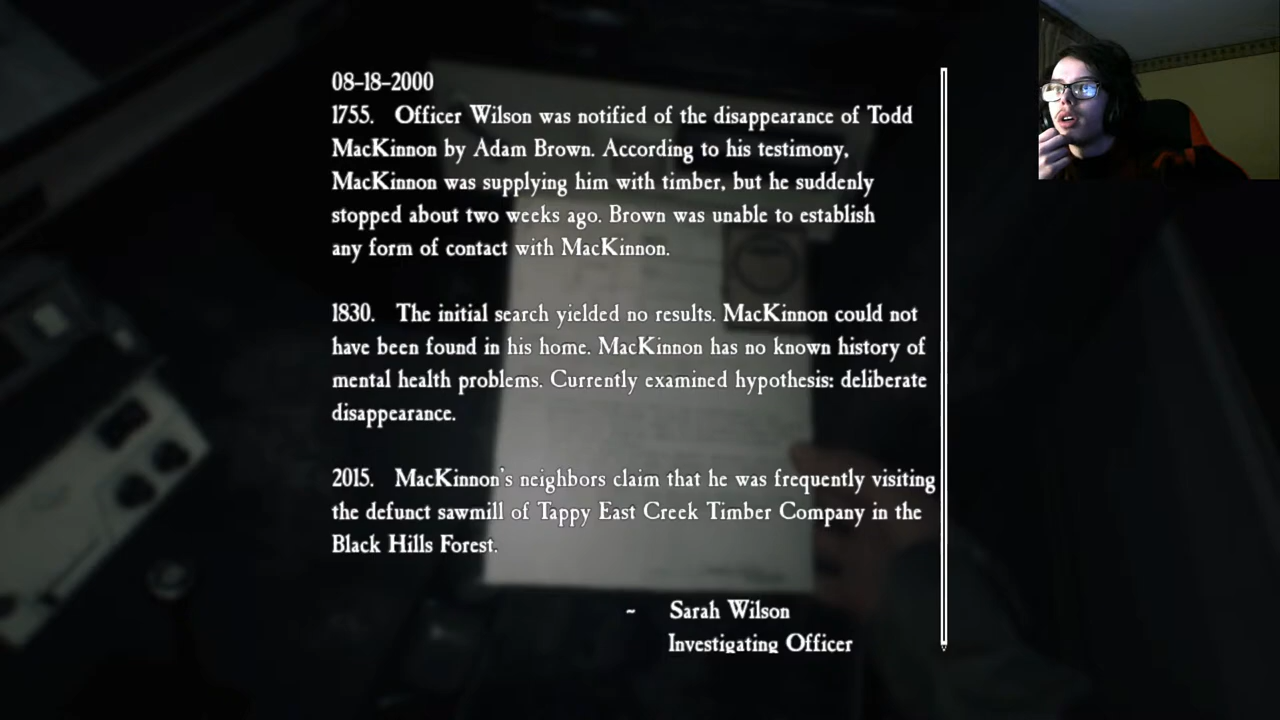 08-18-2000
1755. Officer Wilson was notified of the disappearance of Todd
MacKinnon by Adam Brown. According to his testimony,
MacKinnon was supplying him with timber, but he suddenly
stopped about two weeks ago. Brown was unable to establish
any form of contact with MacKinnon.
1830. The initial search yielded no results. MacKinnon could not
have been found in his home. MacKinnon has no known history of
mental health problems. Currently examined hypothesis: deliberate
disappearance.
2015. MacKinnon's neighbors claim that he was frequently visiting
the defunct sawmill of Tappy East Creek Timber Company in the
Black Hills Forest.
~ Sarah Wilson
Investigating Officer